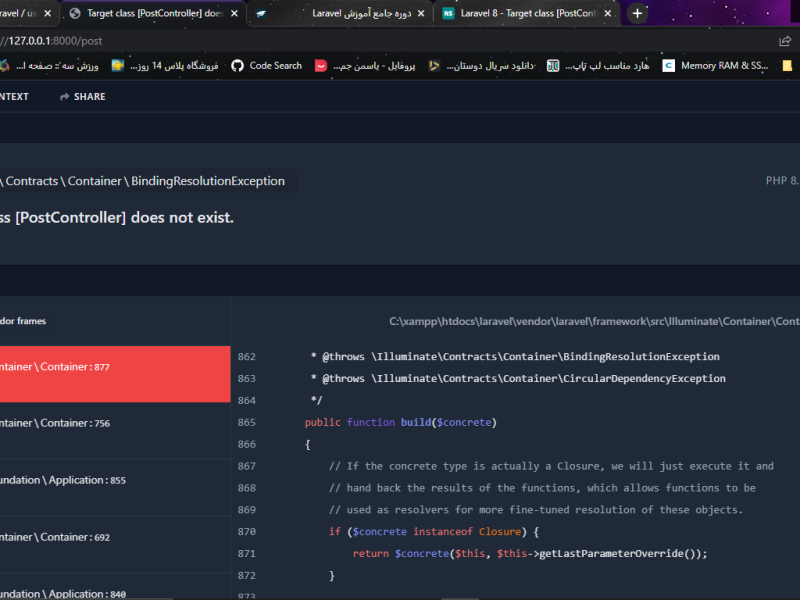 ravel / us
Target class [PostController] does
دوره جامع آموزش Laravel
Laravel 8 - Target class [PostCont
//127.0.0.1:8000/post
ورزش سه :: صفحه ا...
فروشگاه پلاس 14 روز...
Code Search
پروفایل - یاسمن جم...
دانلود سریال دوستان...
هارد مناسب لپ تاپ...
Memory RAM & SS...
NTEXT
SHARE
\ Contracts \ Container \ BindingResolutionException
PHP 8.
ss [PostController] does not exist.
dor frames
C:\xampp\htdocs\laravel\vendor\laravel\framework\src\Illuminate\Container\Cont
ntainer \ Container : 877
ntainer \ Container : 756
undation \ Application : 855
ntainer \ Container : 692
undation \ Application : 840
862 * @throws \Illuminate\Contracts\Container\BindingResolutionException
863 * @throws \Illuminate\Contracts\Container\CircularDependencyException
864 */
865 public function build($concrete)
866 {
867 // If the concrete type is actually a Closure, we will just execute it and
868 // hand back the results of the functions, which allows functions to be
869 // used as resolvers for more fine-tuned resolution of these objects.
870 if ($concrete instanceof Closure) {
871 return $concrete($this, $this->getLastParameterOverride());
872 }
873